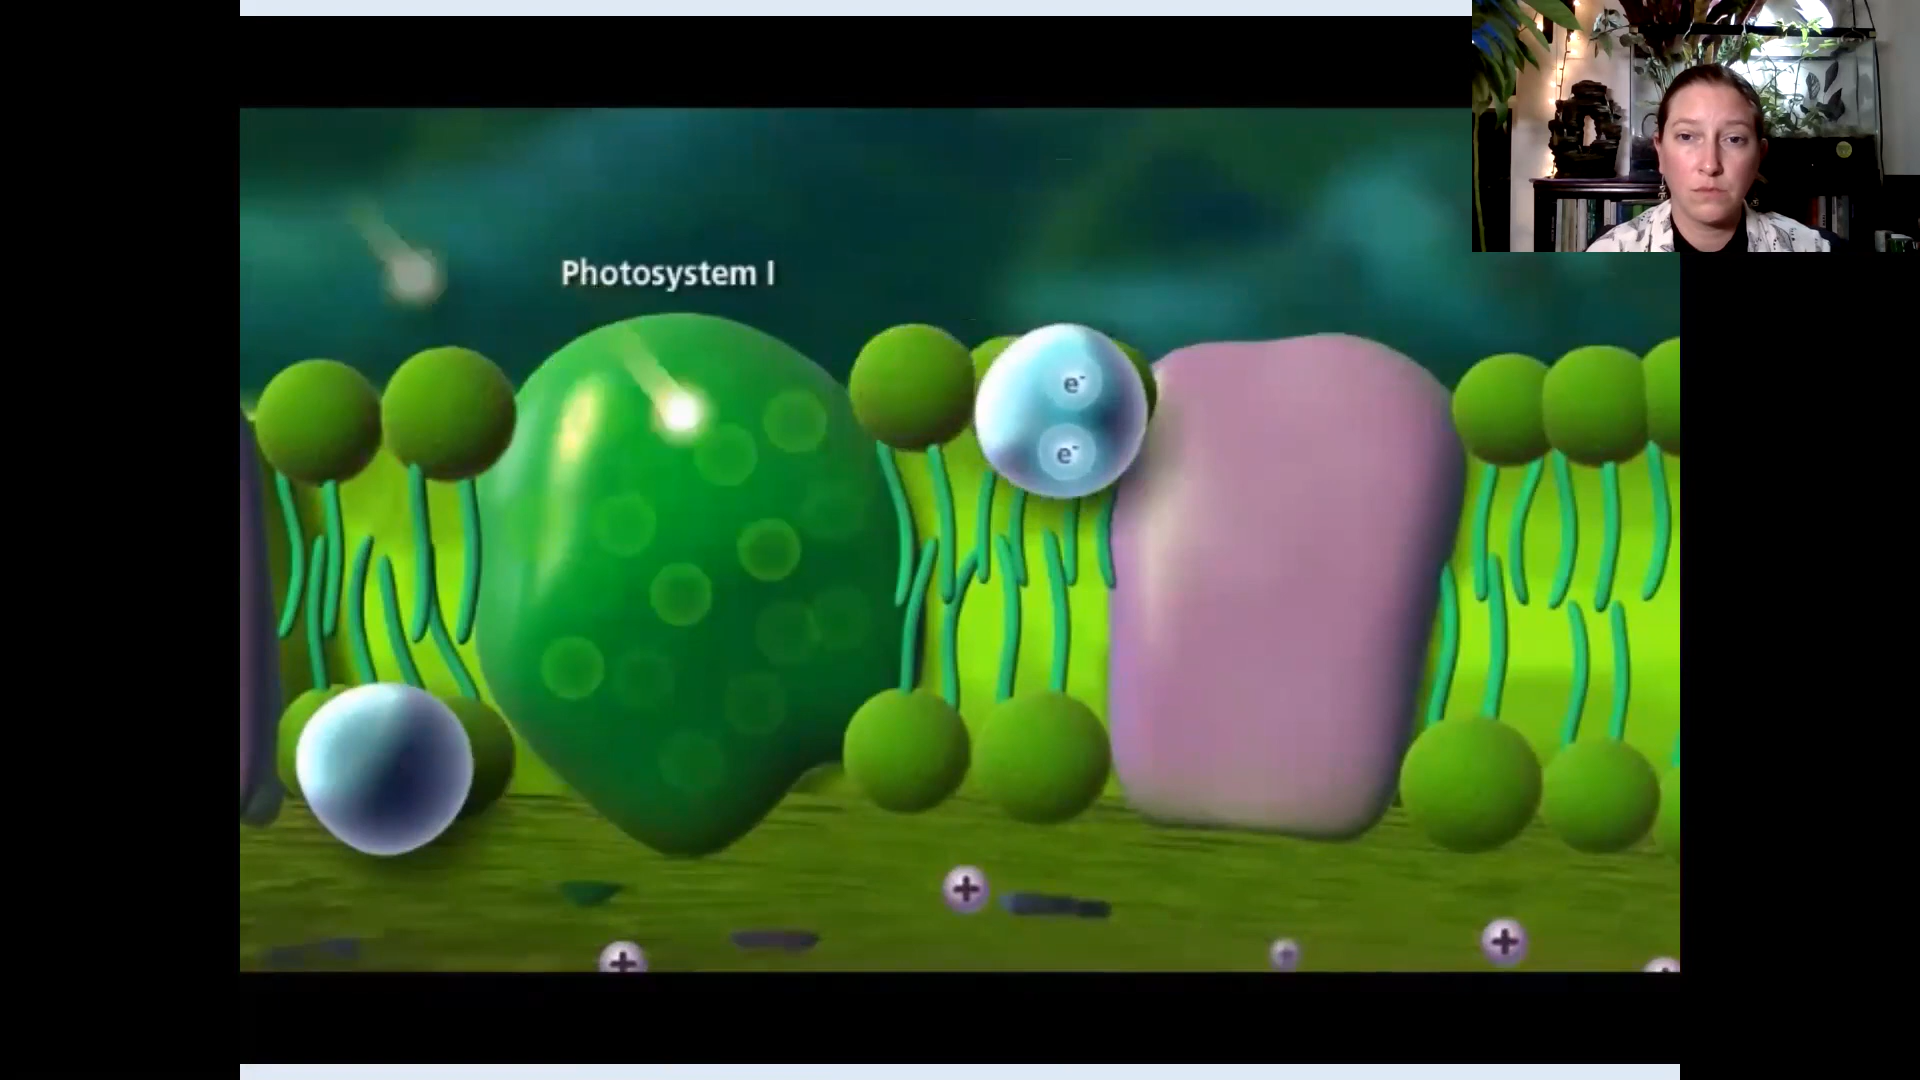 Photosystem I
e-
e-
+
+
+